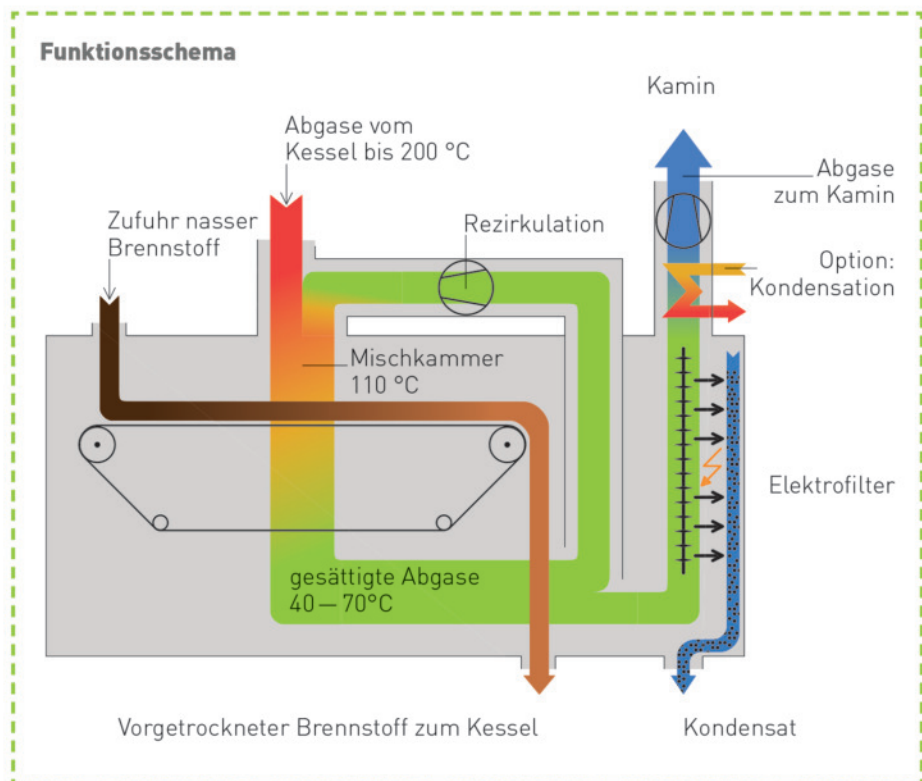 Funktionsschema
Kamin
Abgase vom
Kessel bis 200 °C
Abgase
zum Kamin
Zufuhr nasser
Brennstoff
Rezirkulation
Option:
Kondensation
Mischkammer
110 °C
Elektrofilter
gesättigte Abgase
40 — 70°C
Vorgetrockneter Brennstoff zum Kessel
Kondensat